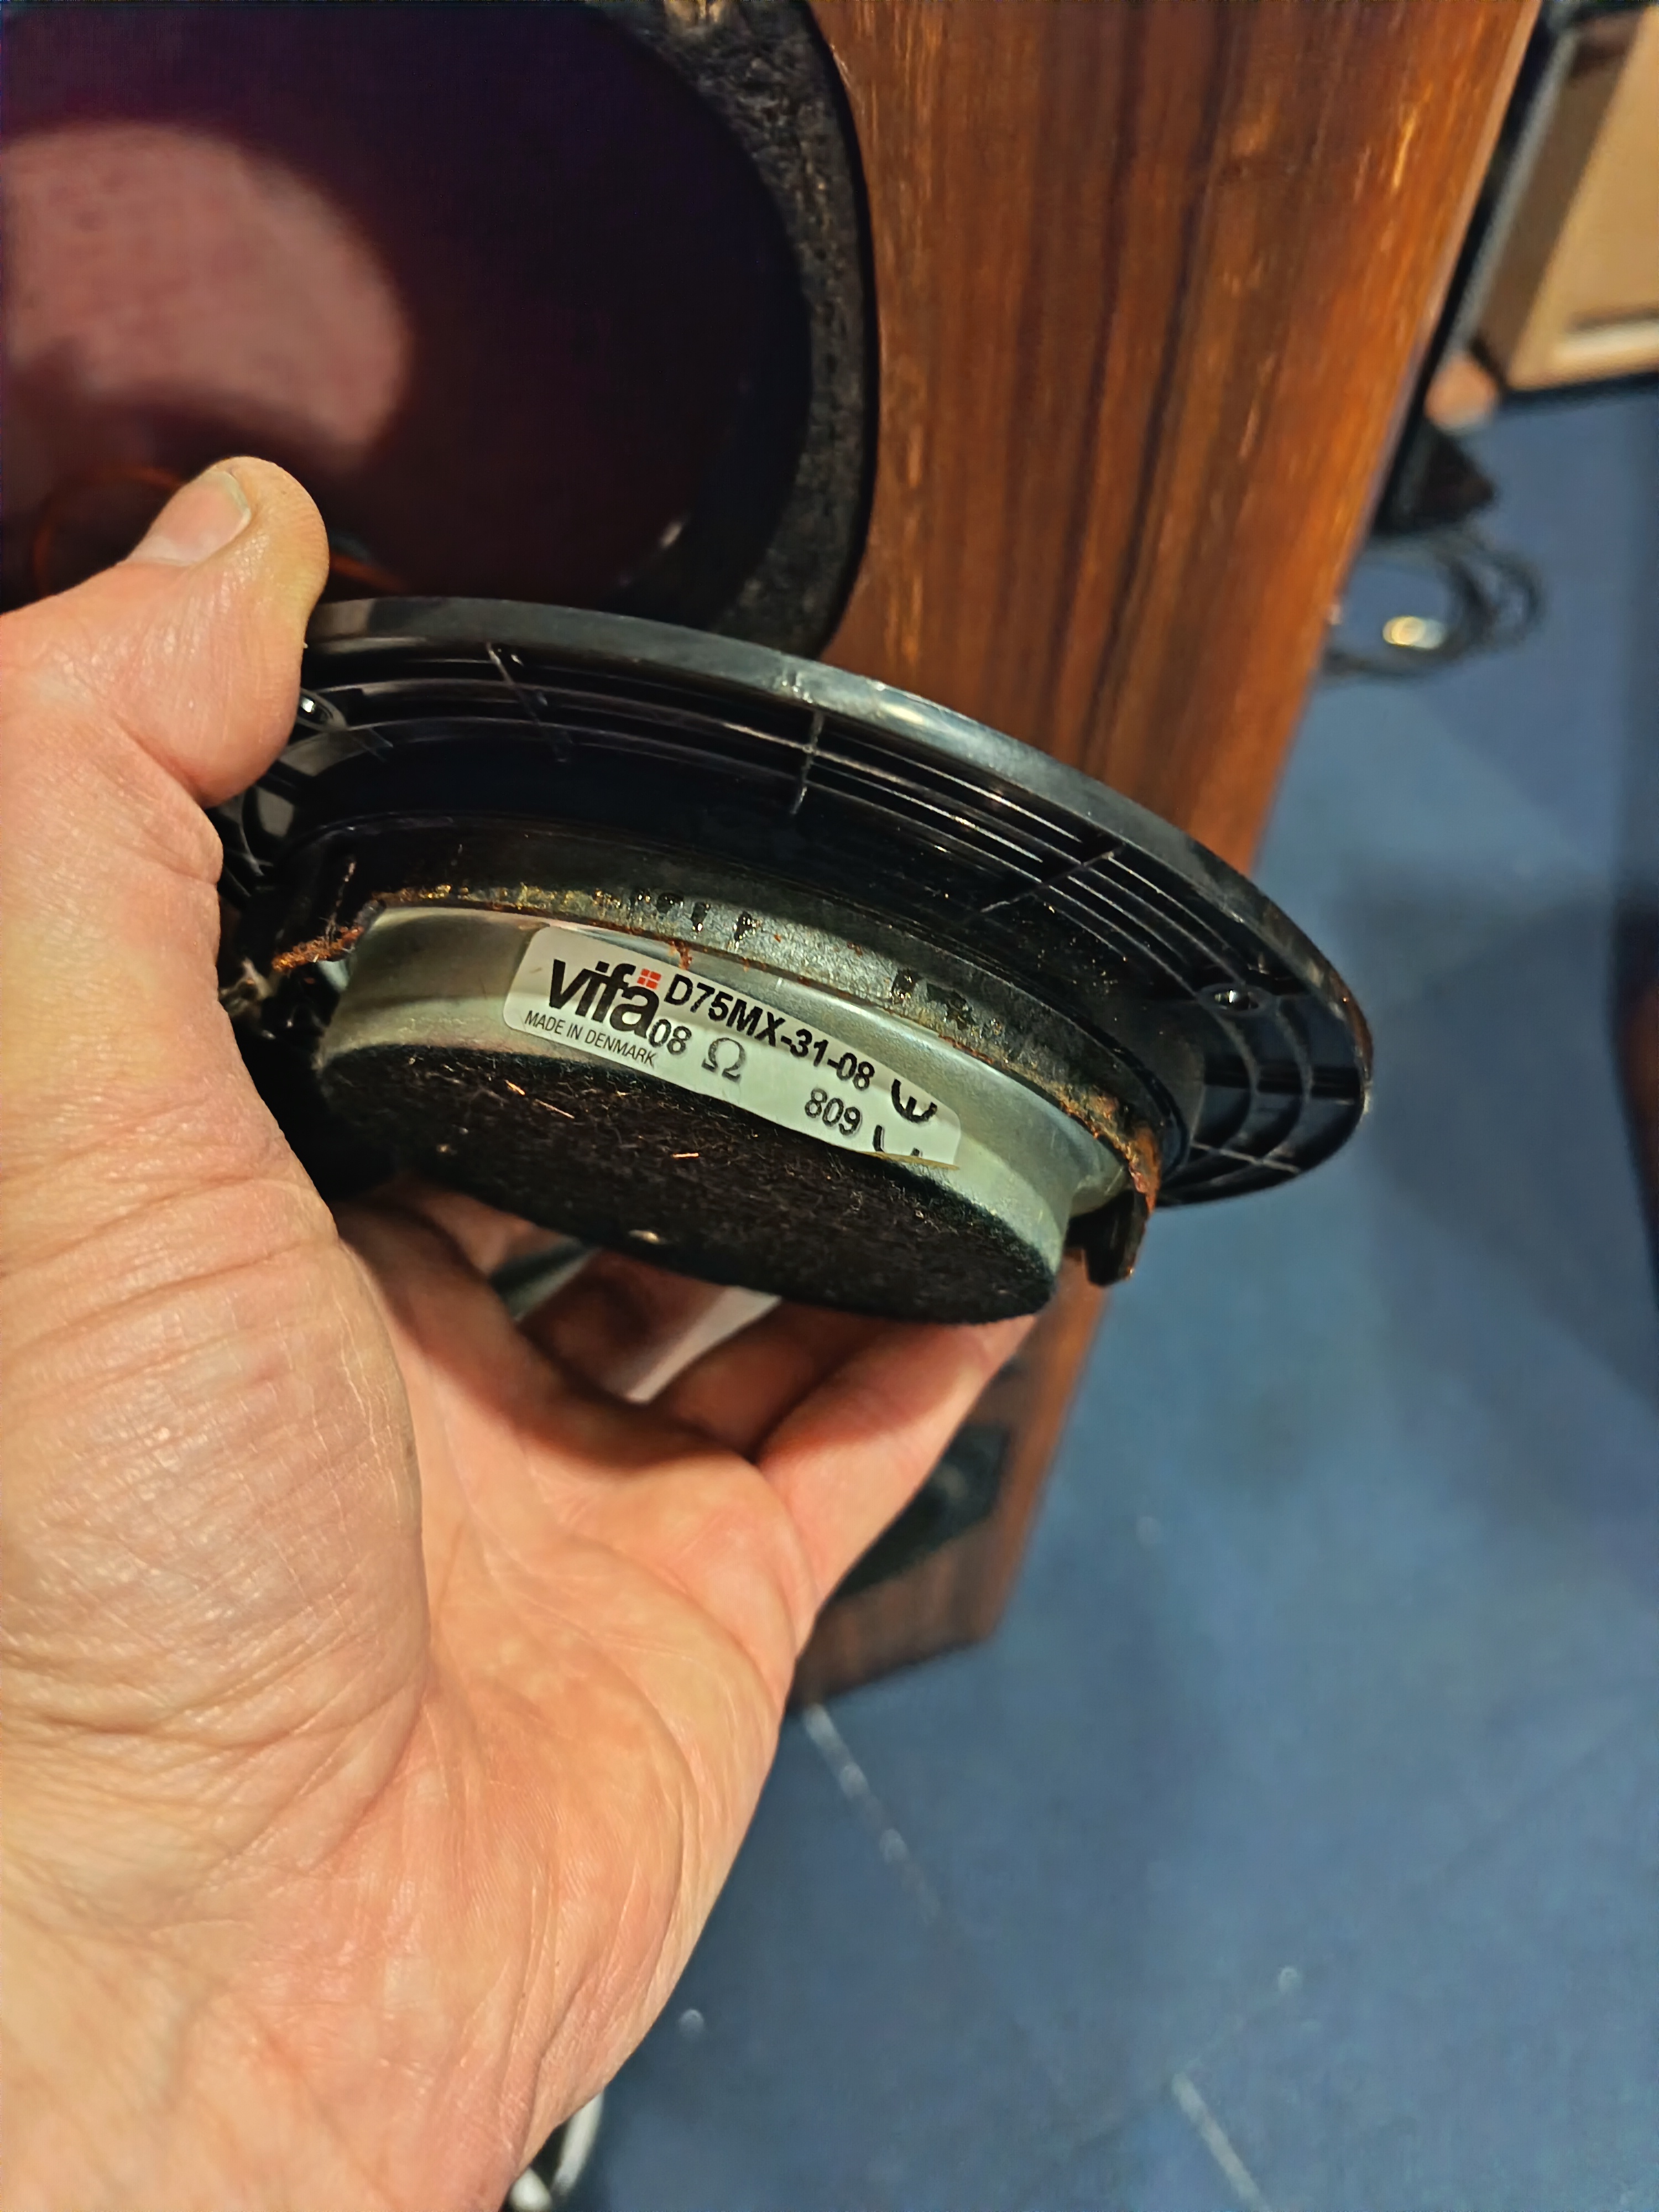 vifa D75MX-31-08
MADE IN DENMARK 08 Ω 809